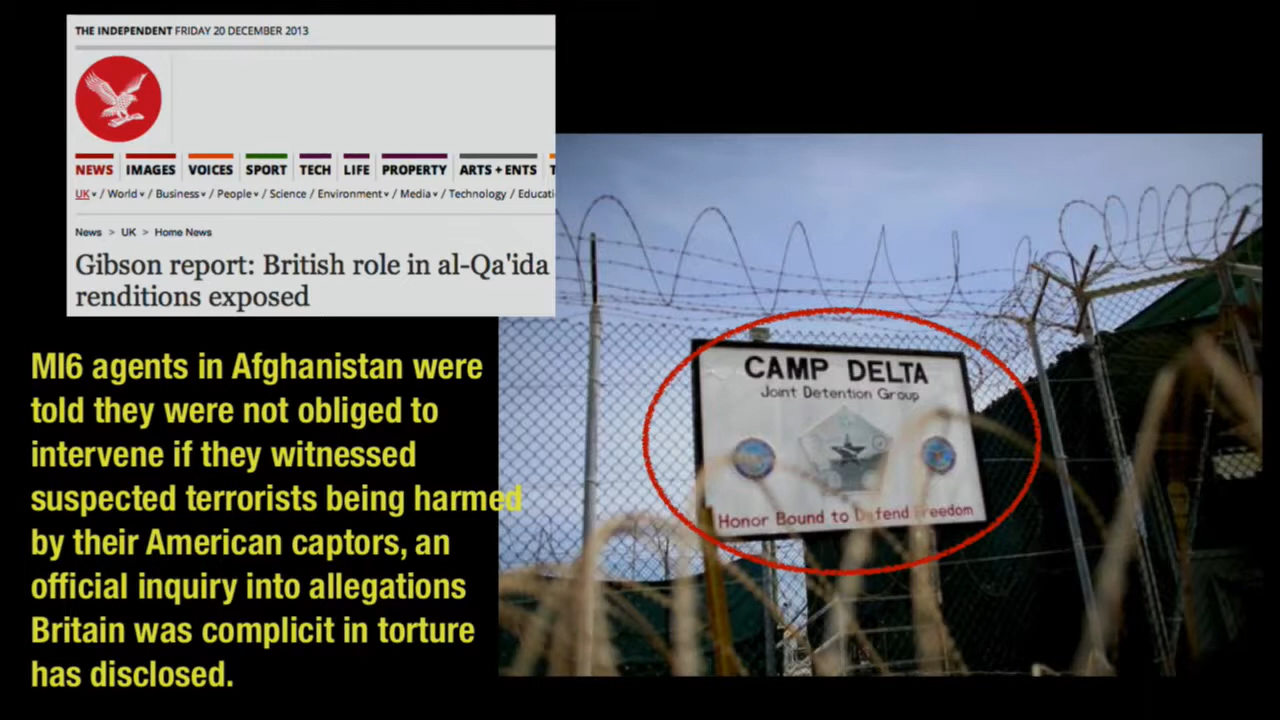 THE INDEPENDENT FRIDAY 20 DECEMBER 2013
NEWS IMAGES VOICES SPORT TECH LIFE PROPERTY ARTS + ENTS T
UK / World / Business / People / Science / Environment / Media / Technology / Educati
News > UK > Home News
Gibson report: British role in al-Qa'ida
renditions exposed
MI6 agents in Afghanistan were
told they were not obliged to
intervene if they witnessed
suspected terrorists being harmed
by their American captors, an
official inquiry into allegations
Britain was complicit in torture
has disclosed.
CAMP DELTA
Joint Detention Group
Honor Bound to Defend Freedom